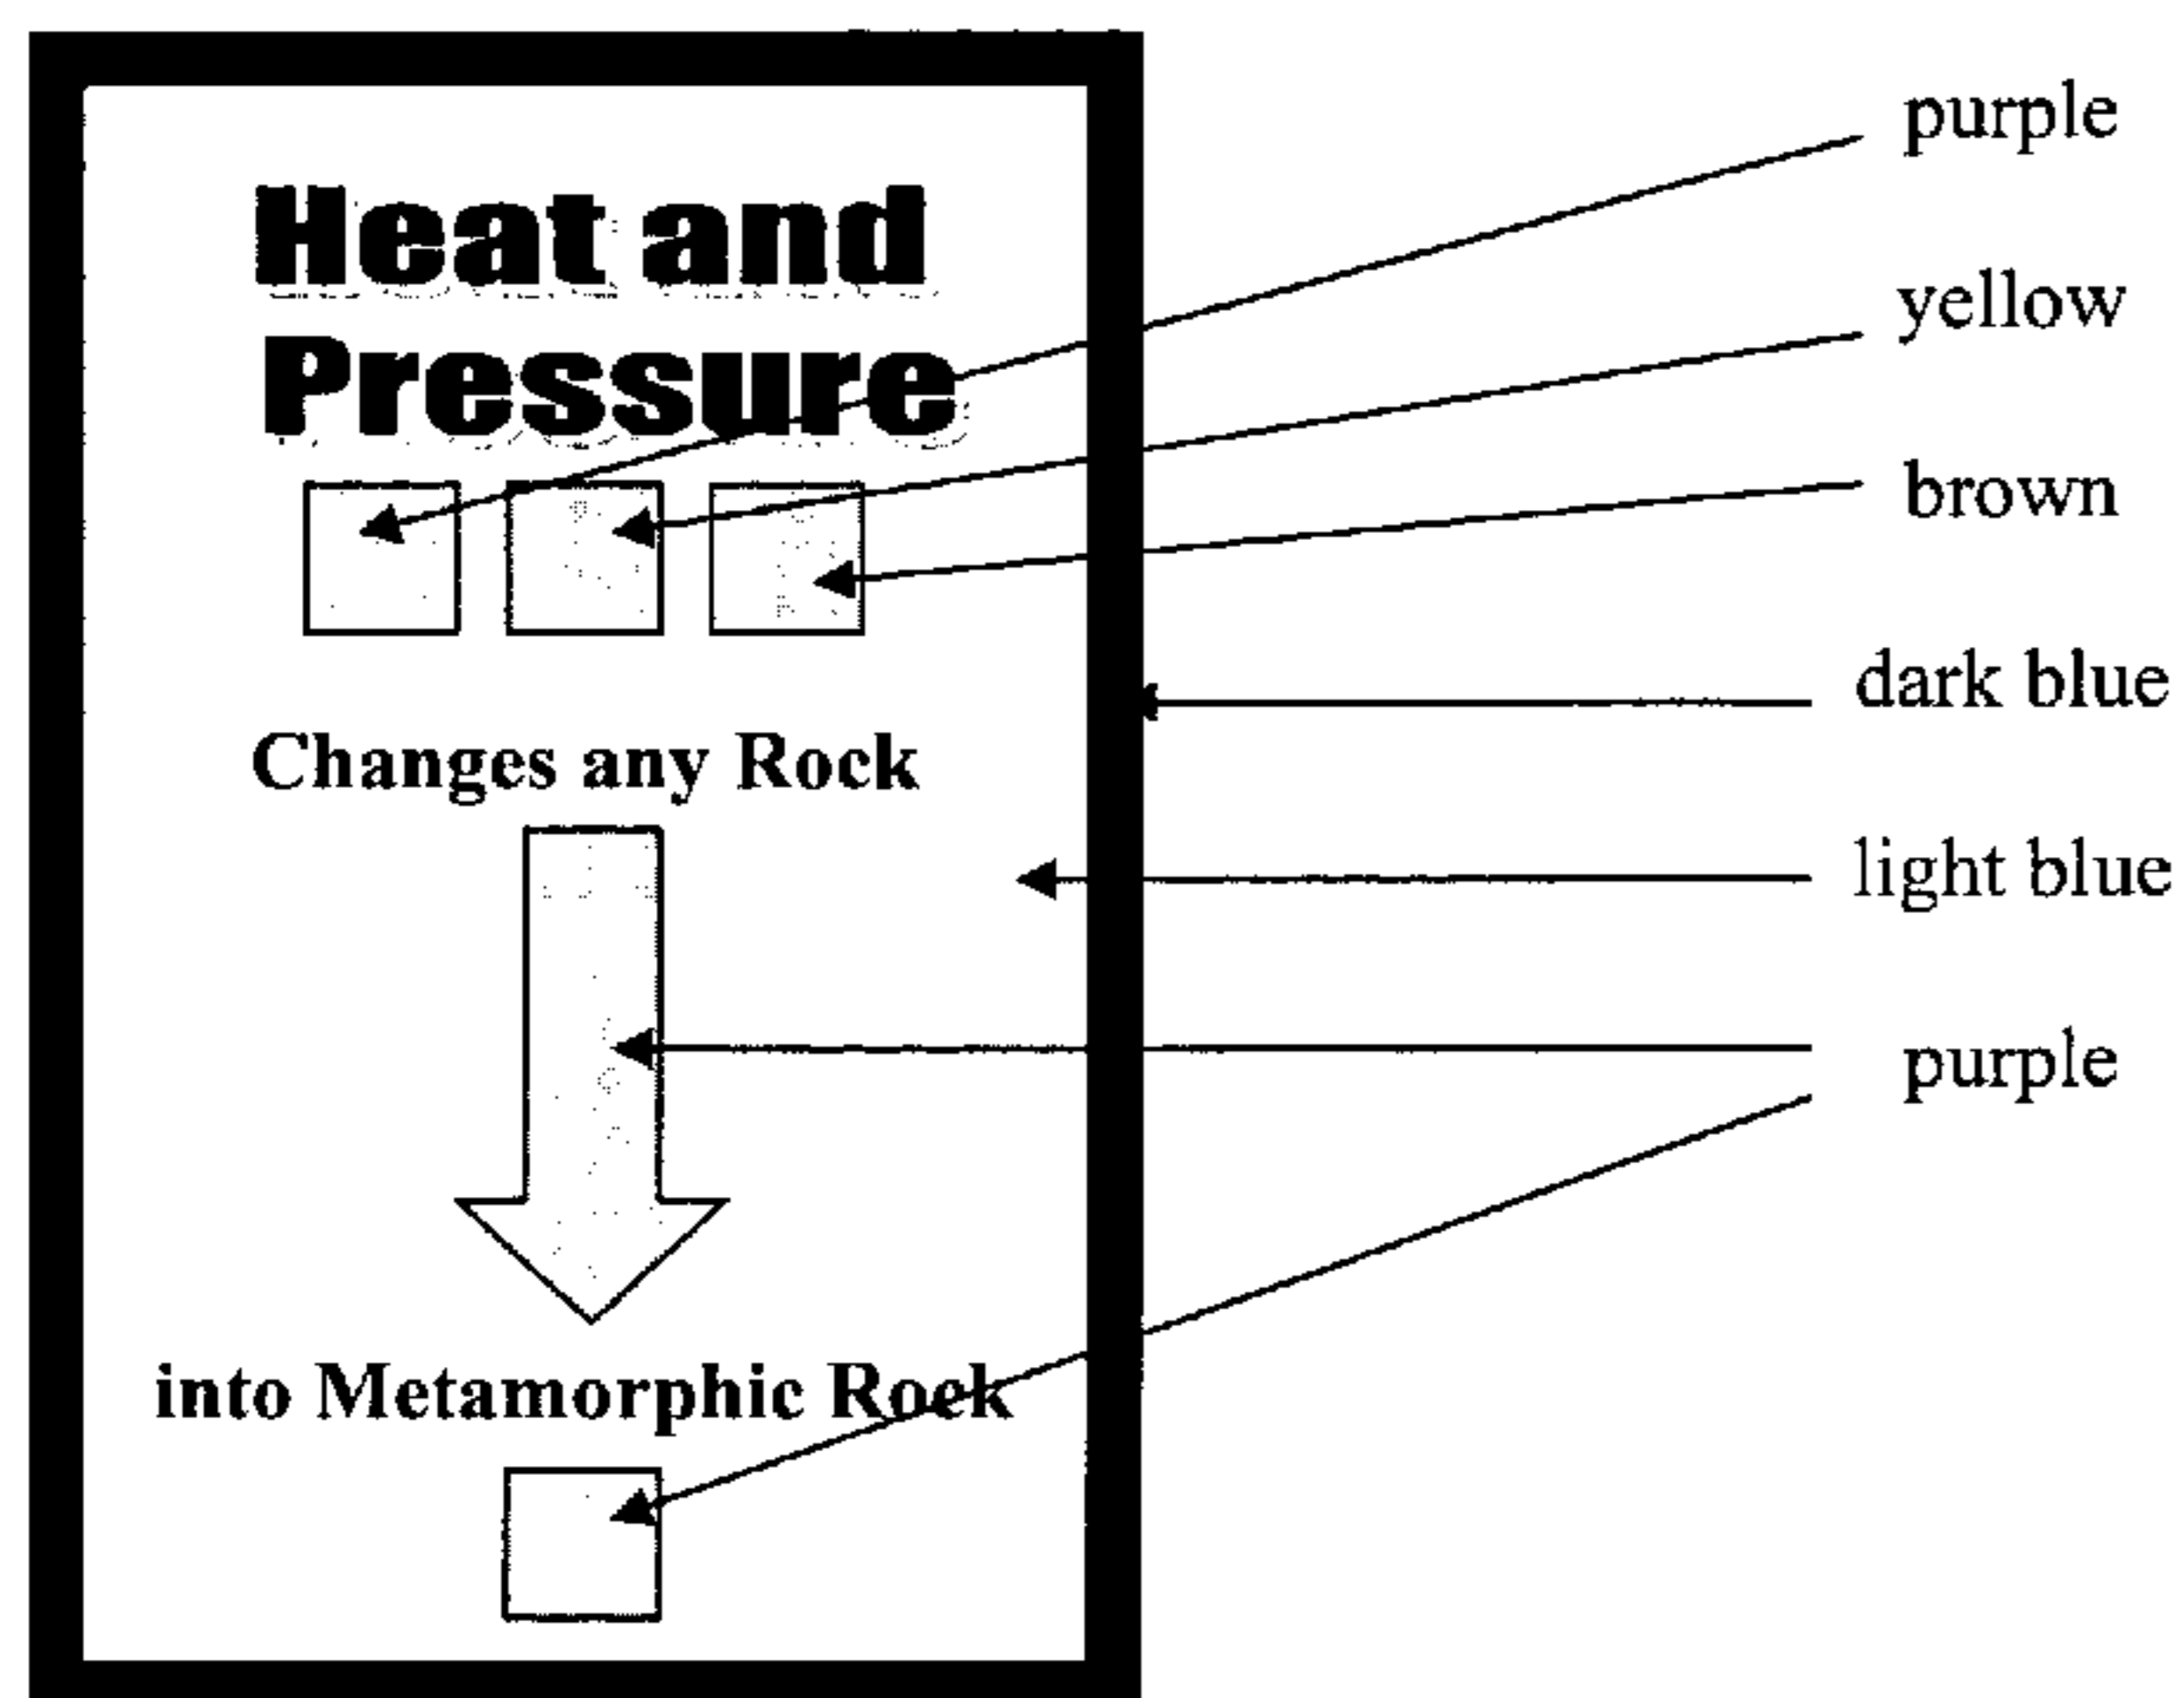 Heat and
Pressure
Changes any Rock
into Metamorphic Rock
purple
yellow
brown
dark blue
light blue
purple